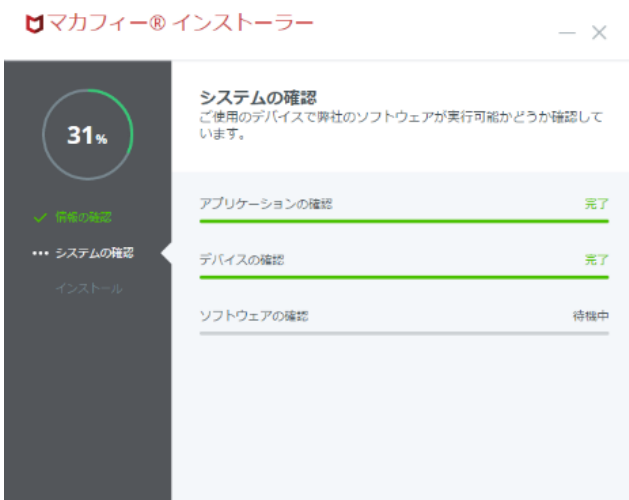 マカフィー® インストーラー
31%
システムの確認
ご使用のデバイスで弊社のソフトウェアが実行可能かどうか確認して
います。
情報の確認
システムの確認
インストール
アプリケーションの確認 完了
デバイスの確認 完了
ソフトウェアの確認 待機中